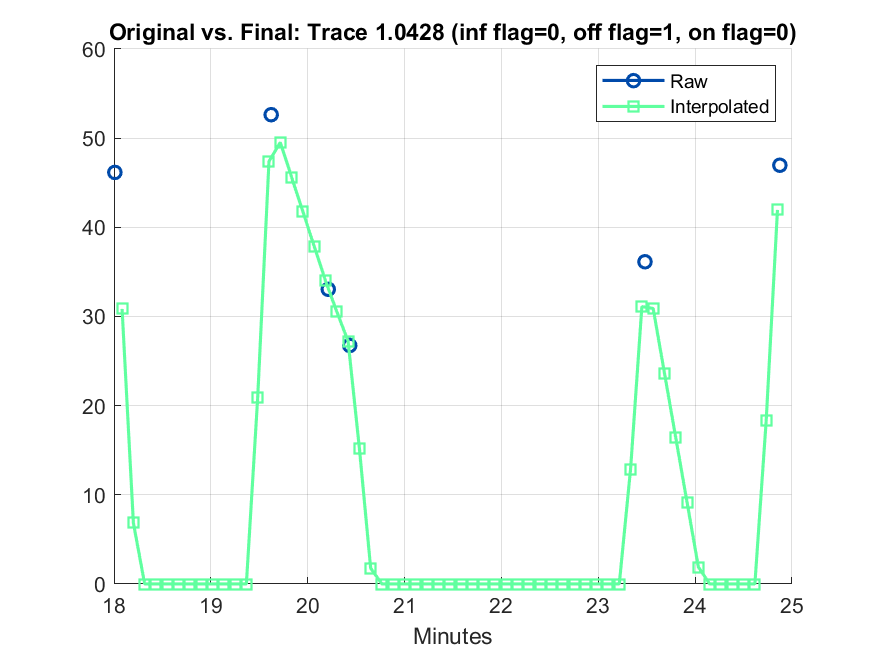 Original vs. Final: Trace 1.0428 (inf flag=0, off flag=1, on flag=0)
60
50
40
30
20
10
0
Raw
Interpolated
18 19 20 21 22 23 24 25
Minutes